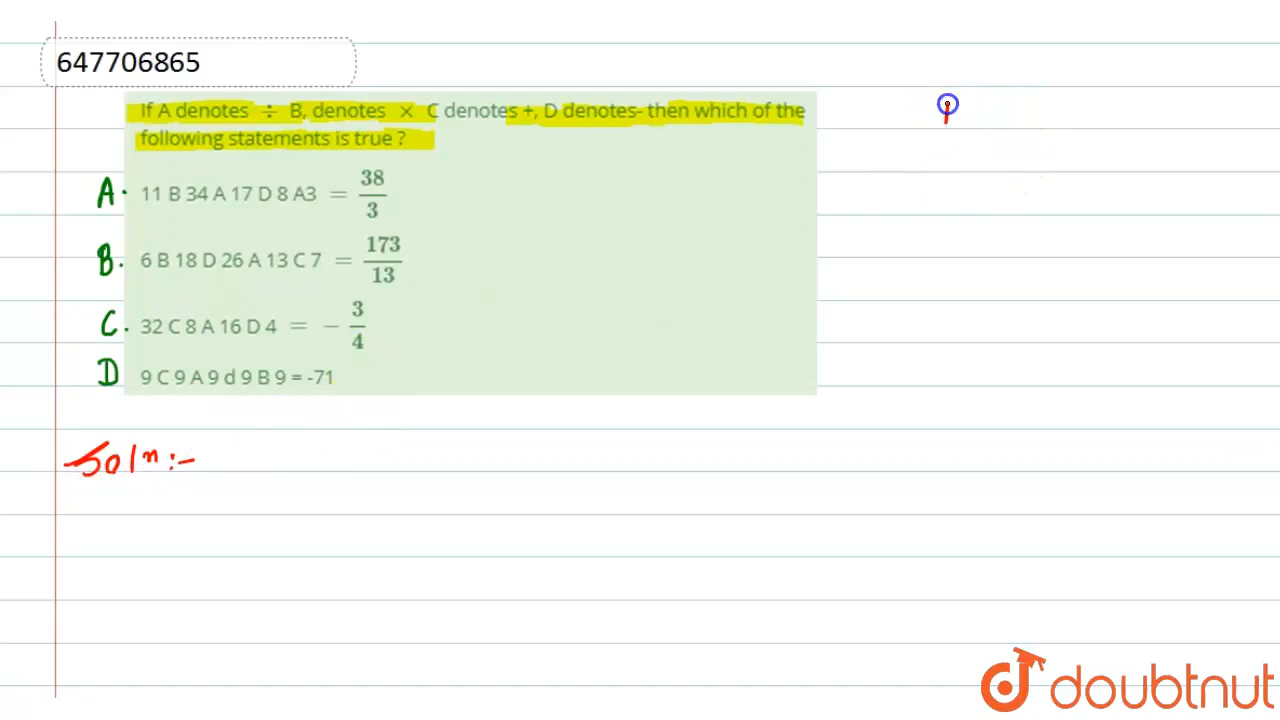 647706865
If A denotes ÷ B, denotes × C denotes +, D denotes- then which of the
following statements is true ?
A. 11 B 34 A 17 D 8 A3 = 38/3
B. 6 B 18 D 26 A 13 C 7 = 173/13
C. 32 C 8 A 16 D 4 = - 3/4
D 9 C 9 A 9 d 9 B 9 = -71
Solⁿ :-
doubtnut